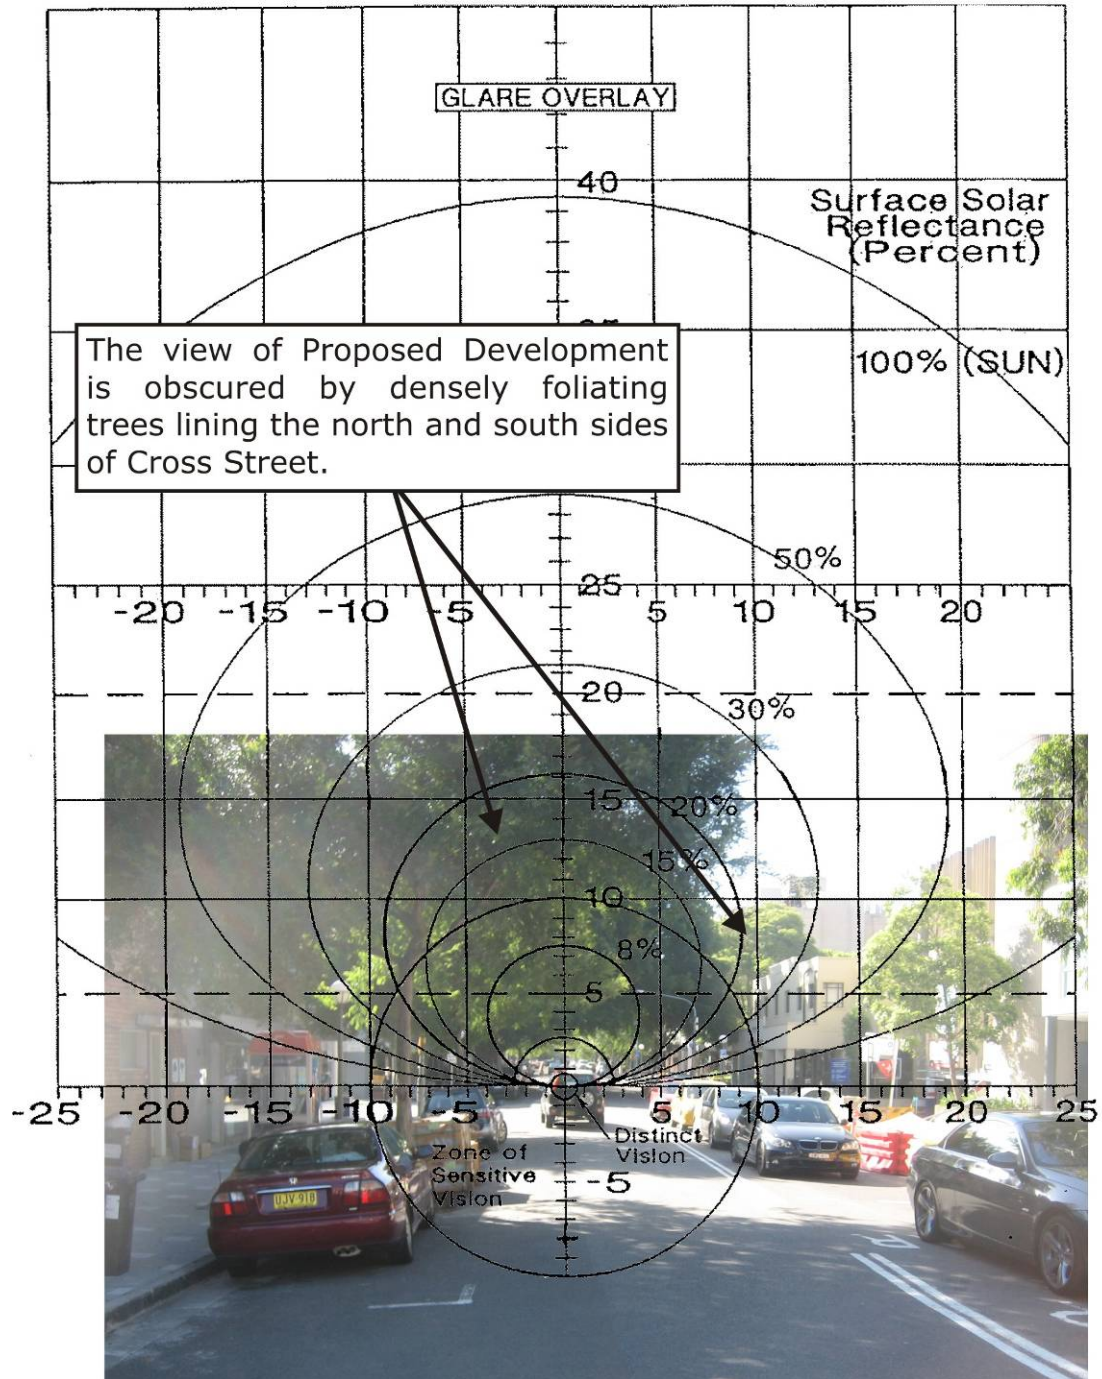 GLARE OVERLAY
40
Surface Solar
Reflectance
(Percent)
100% (SUN)
The view of Proposed Development
is obscured by densely foliating
trees lining the north and south sides
of Cross Street.
50%
25
-20 -15 -10 -5 5 10 15 20
20
30%
15
20%
15%
10
8%
5
-25 -20 -15 -10 -5 5 10 15 20 25
Distinct
Vision
Zone of
Sensitive
Vision
-5
UJV 91B